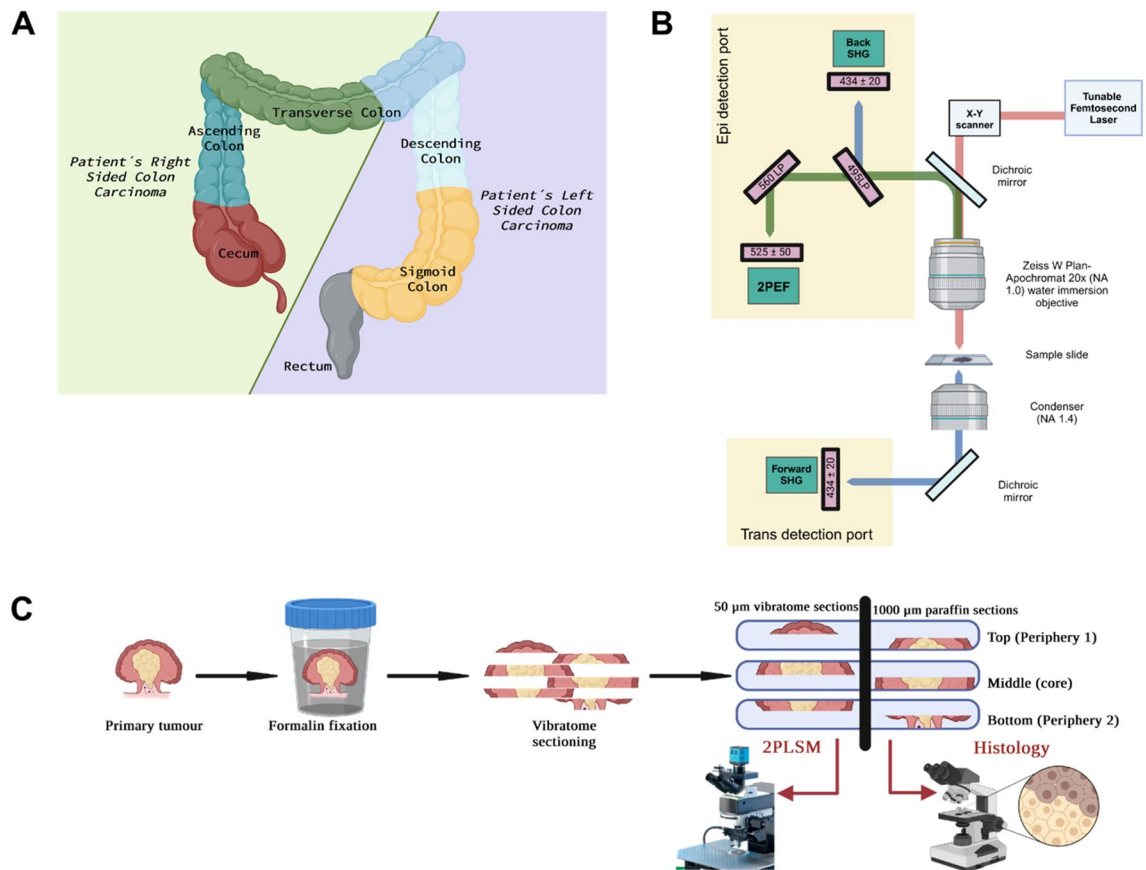 A
Transverse Colon
Ascending
Colon
Descending
Colon
Patient´s Right
Sided Colon
Carcinoma
Patient´s Left
Sided Colon
Carcinoma
Cecum
Sigmoid
Colon
Rectum
B
Epi detection port
Back
SHG
434 ± 20
Tunable
Femtosecond
Laser
X-Y
scanner
560 LP
495LP
Dichroic
mirror
525 ± 50
2PEF
Zeiss W Plan-
Apochromat 20x (NA
1.0) water immersion
objective
Sample slide
Condenser
(NA 1.4)
Forward
SHG
434 ± 20
Dichroic
mirror
Trans detection port
C
50 µm vibratome sections
1000 µm paraffin sections
Top (Periphery 1)
Middle (core)
Bottom (Periphery 2)
Primary tumour
Formalin fixation
Vibratome
sectioning
2PLSM
Histology